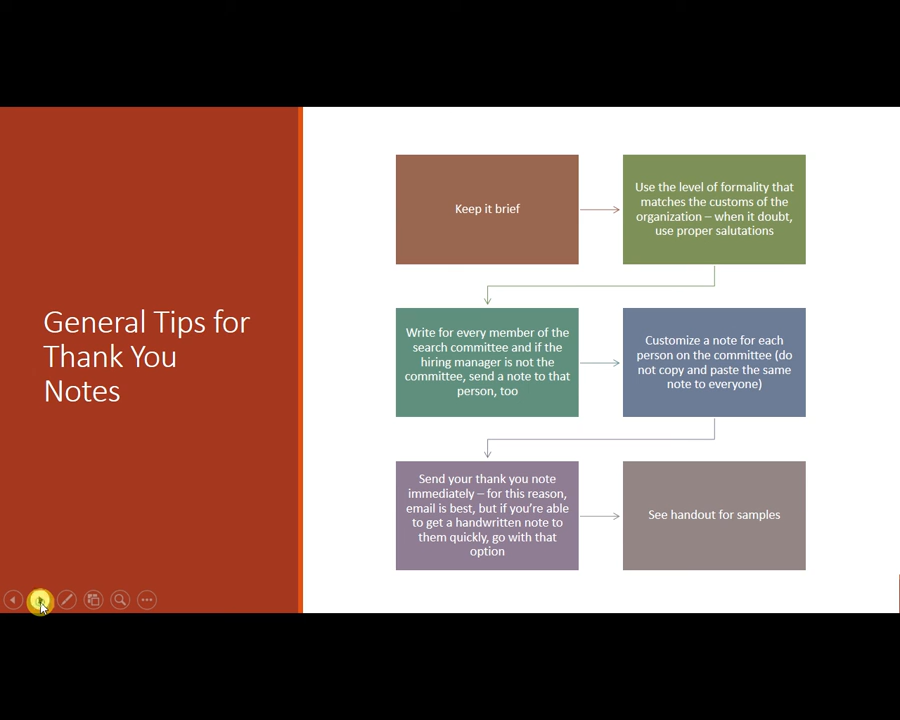 General Tips for
Thank You
Notes
Keep it brief
Use the level of formality that
matches the customs of the
organization – when it doubt,
use proper salutations
Write for every member of the
search committee and if the
hiring manager is not the
committee, send a note to that
person, too
Customize a note for each
person on the committee (do
not copy and paste the same
note to everyone)
Send your thank you note
immediately – for this reason,
email is best, but if you’re able
to get a handwritten note to
them quickly, go with that
option
See handout for samples